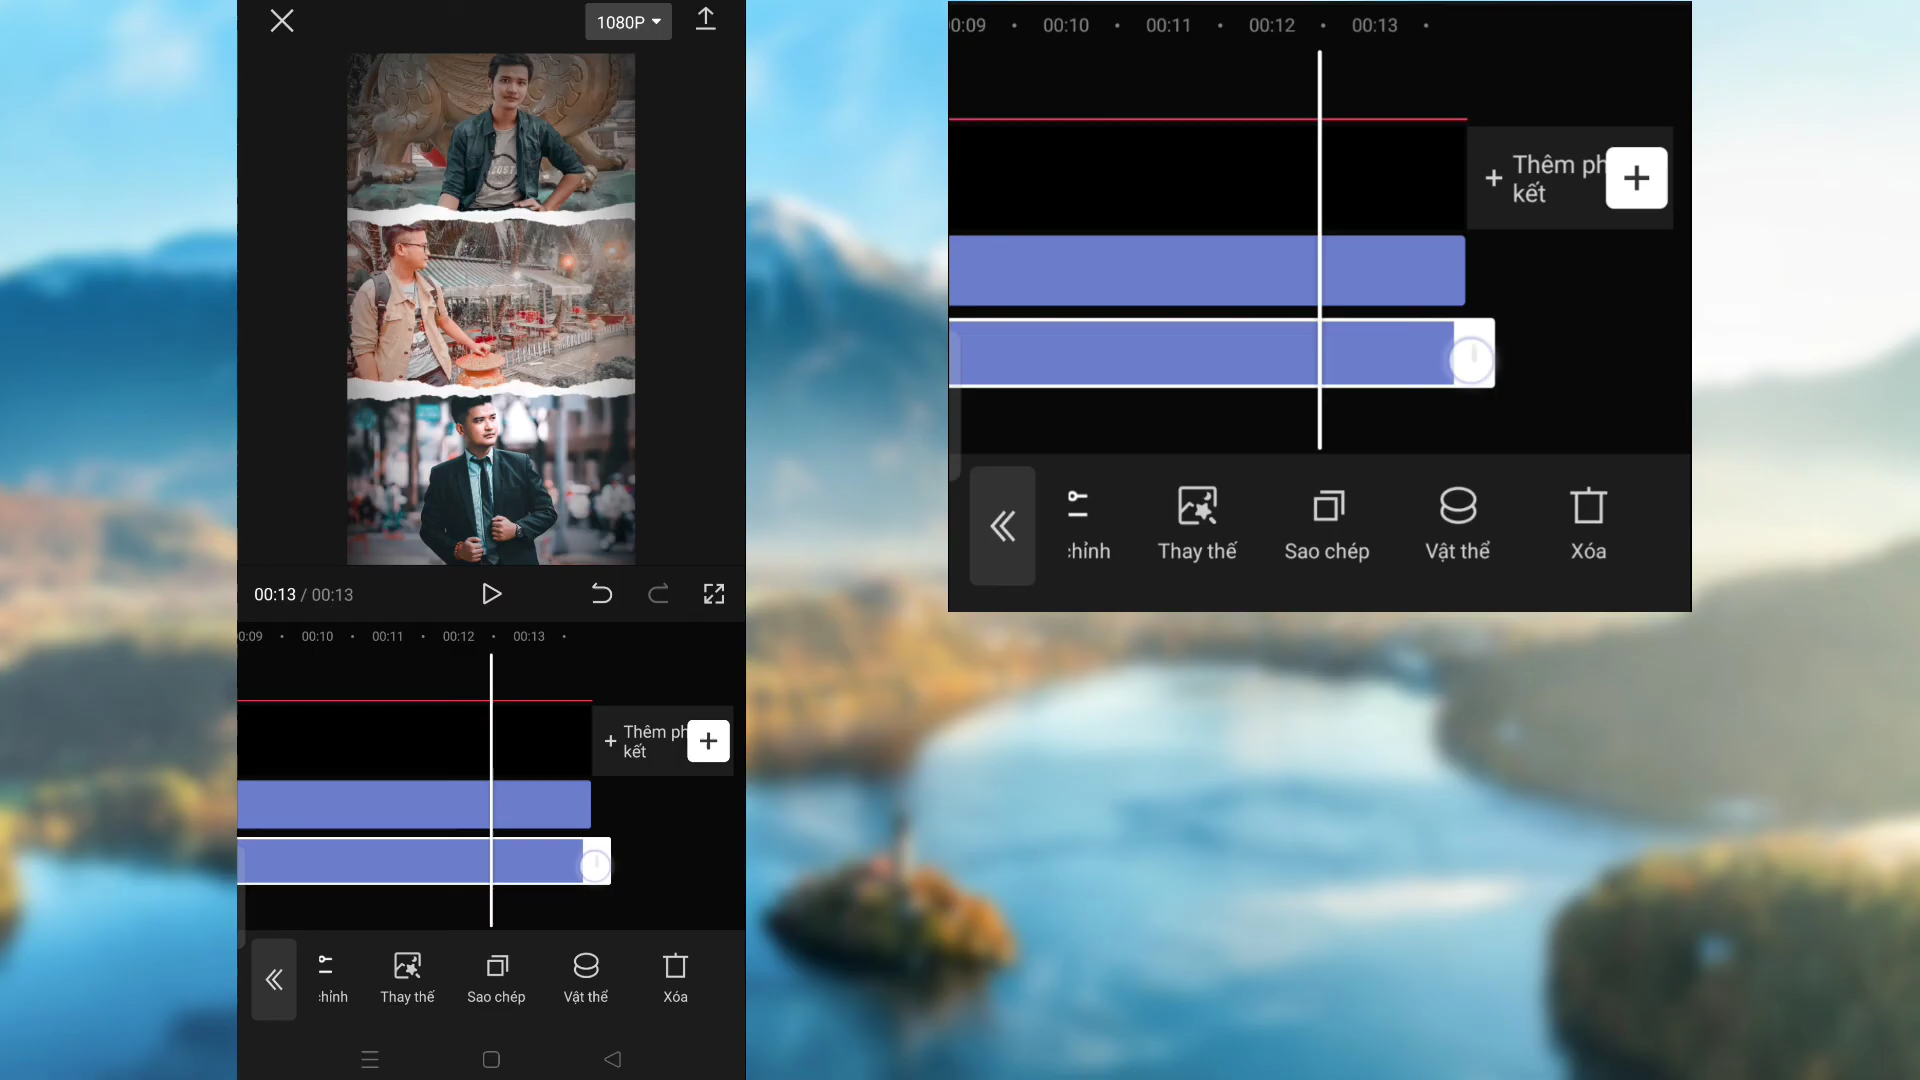 1080P
00:13 / 00:13
0:09 00:10 00:11 00:12 00:13
+ Thêm ph
kết
+
hỉnh
Thay thế
Sao chép
Vật thể
Xóa
0:09 00:10 00:11 00:12 00:13
+ Thêm ph
kết
+
hỉnh
Thay thế
Sao chép
Vật thể
Xóa